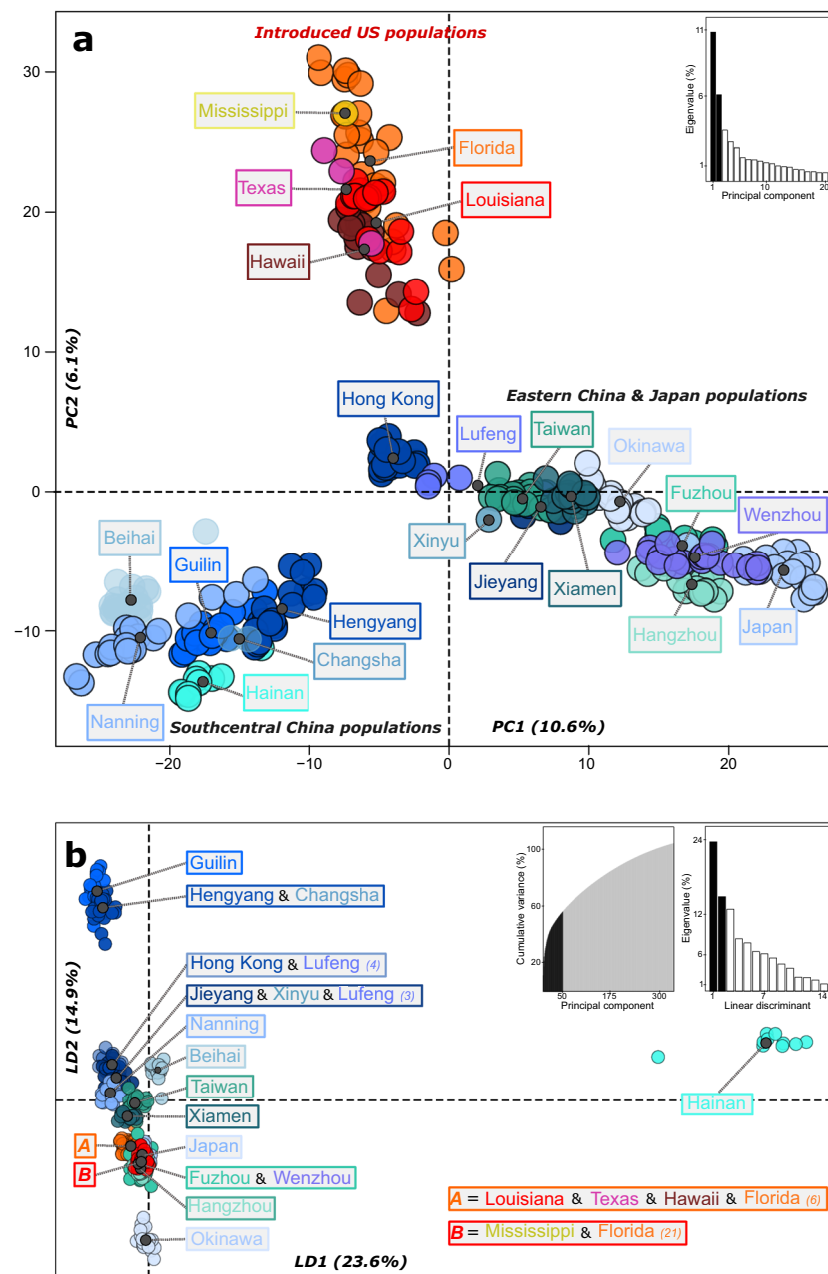 a
Introduced US populations
Mississippi
Florida
Texas
Louisiana
Hawaii
Eigenvalue (%)
11
6
1
1
10
20
Principal component
30
20
10
0
−10
PC2 (6.1%)
Hong Kong
Eastern China & Japan populations
Lufeng
Taiwan
Okinawa
Fuzhou
Wenzhou
Xinyu
Jieyang
Xiamen
Hangzhou
Japan
Beihai
Guilin
Hengyang
Changsha
Hainan
Nanning
Southcentral China populations
PC1 (10.6%)
−20
−10
0
10
20
b
Guilin
Hengyang & Changsha
Hong Kong & Lufeng (4)
Jieyang & Xinyu & Lufeng (3)
Nanning
Beihai
Taiwan
Xiamen
A
Japan
B
Fuzhou & Wenzhou
Hangzhou
Okinawa
LD2 (14.9%)
LD1 (23.6%)
Cumulative variance (%)
100
60
20
50
175
300
Principal component
Eigenvalue (%)
24
12
6
1
1
7
14
Linear discriminant
Hainan
A = Louisiana & Texas & Hawaii & Florida (6)
B = Mississippi & Florida (21)